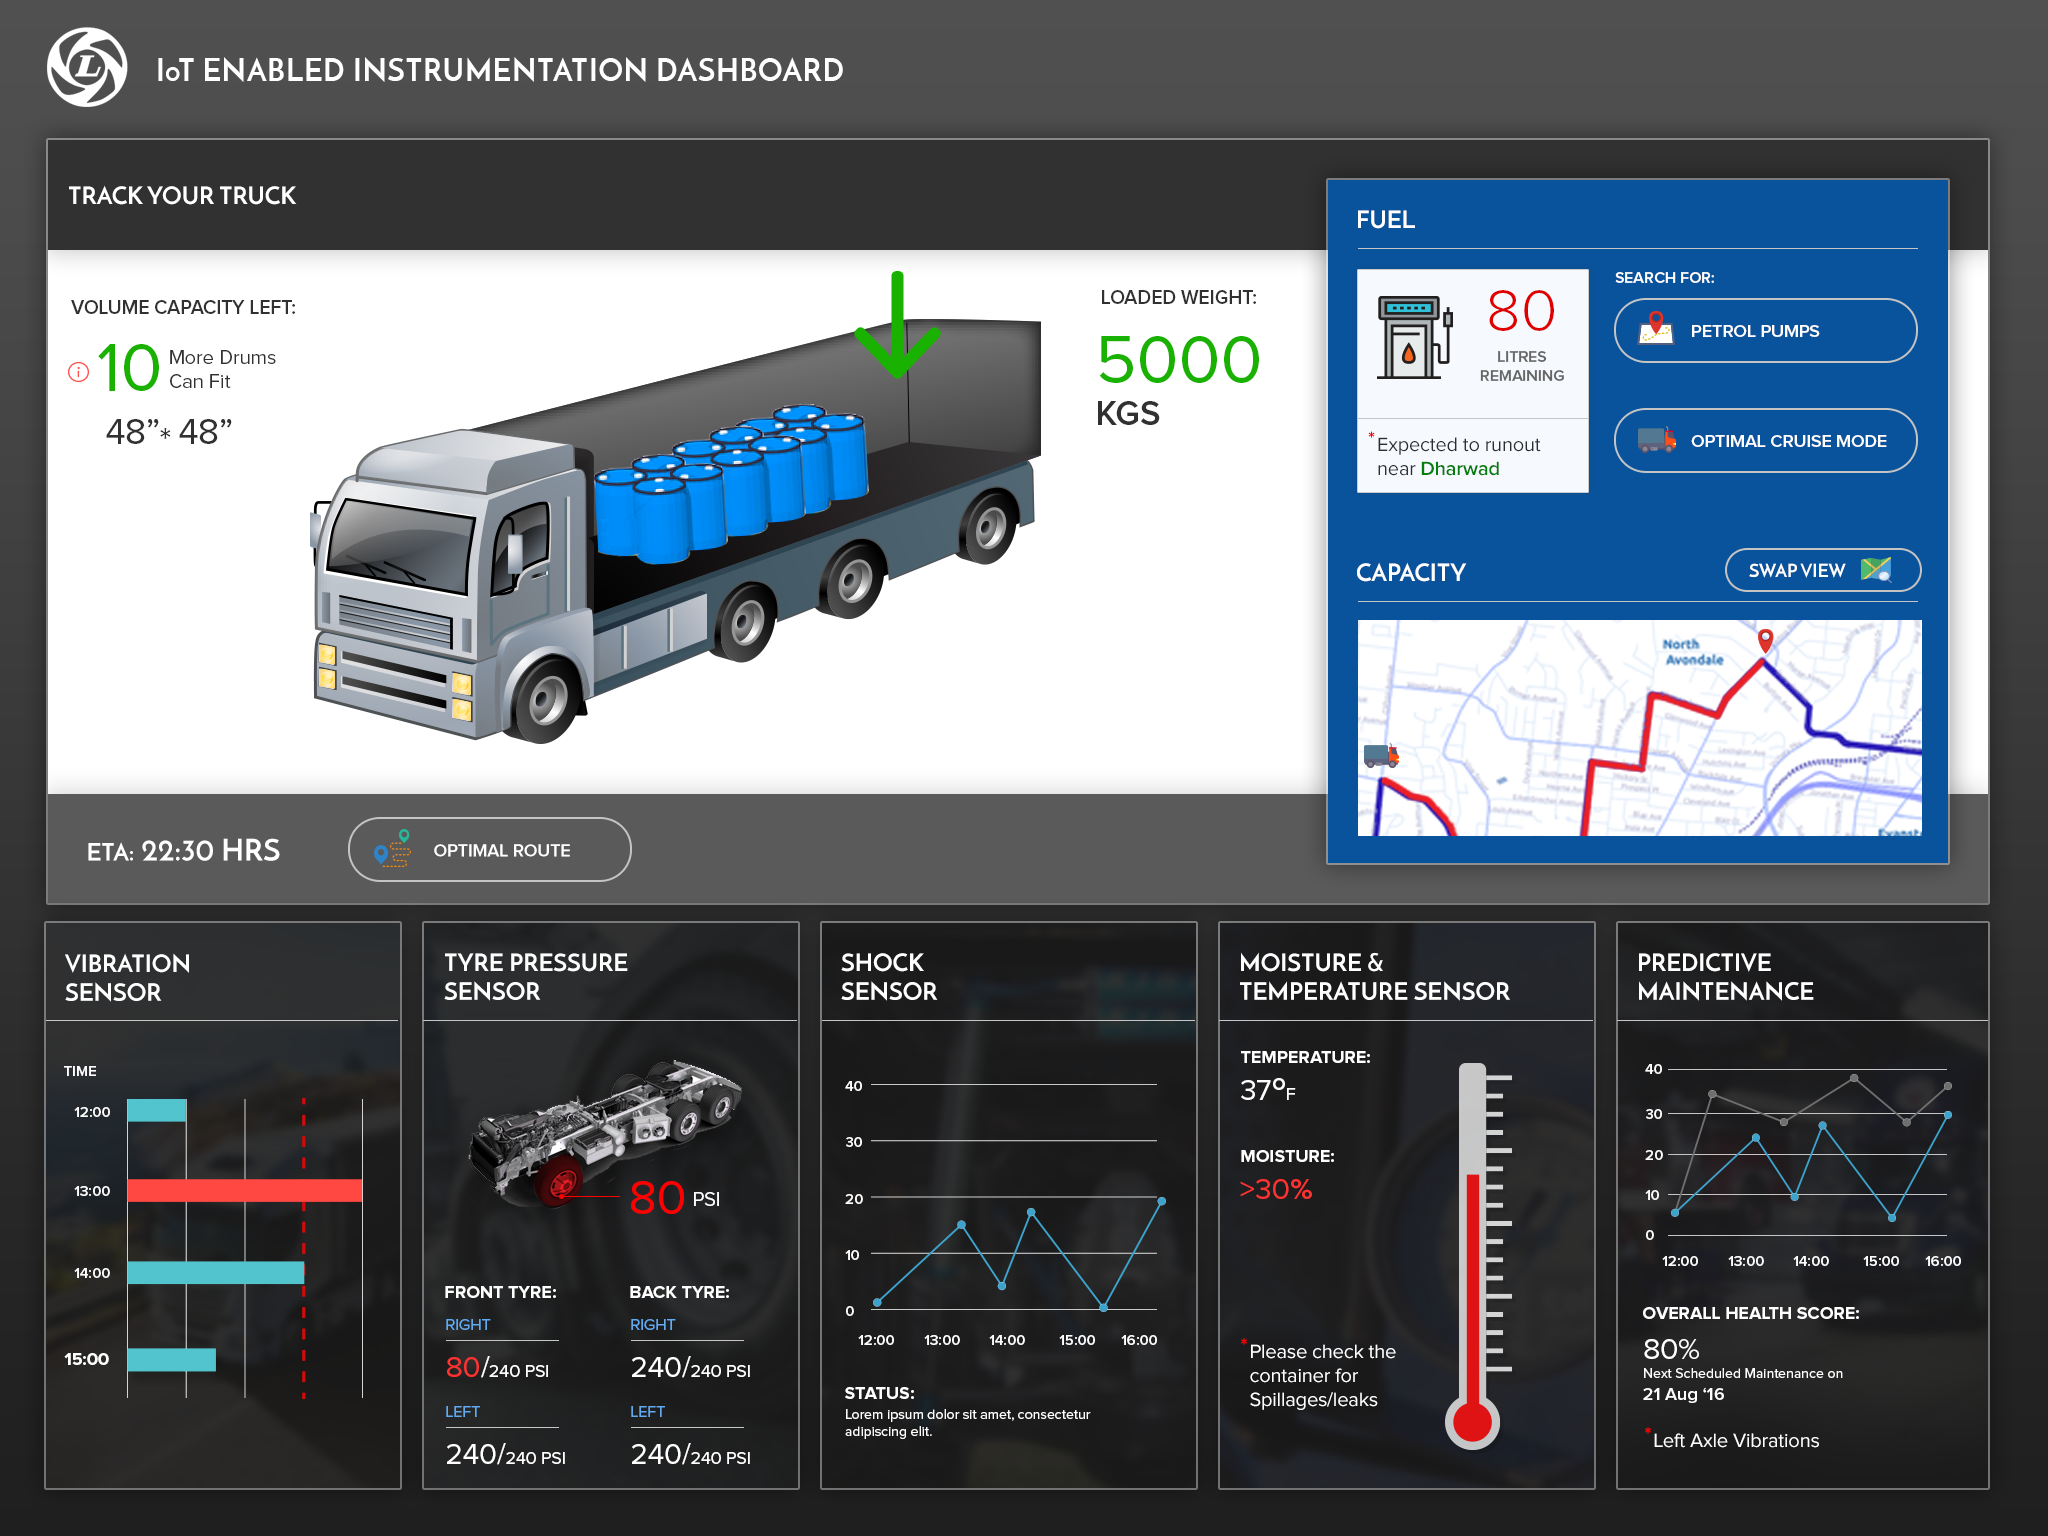 L
IoT ENABLED INSTRUMENTATION DASHBOARD
TRACK YOUR TRUCK
VOLUME CAPACITY LEFT:
10 More Drums
Can Fit
48”* 48”
LOADED WEIGHT:
5000
KGS
ETA: 22:30 HRS
OPTIMAL ROUTE
FUEL
80
LITRES
REMAINING
*Expected to runout
near Dharwad
SEARCH FOR:
PETROL PUMPS
OPTIMAL CRUISE MODE
CAPACITY
SWAP VIEW
North
Avondale
VIBRATION
SENSOR
TIME
12:00
13:00
14:00
15:00
TYRE PRESSURE
SENSOR
80 PSI
FRONT TYRE:
RIGHT
80/240 PSI
LEFT
240/240 PSI
BACK TYRE:
RIGHT
240/240 PSI
LEFT
240/240 PSI
SHOCK
SENSOR
40
30
20
10
0
12:00 13:00 14:00 15:00 16:00
STATUS:
Lorem ipsum dolor sit amet, consectetur
adipiscing elit.
MOISTURE &
TEMPERATURE SENSOR
TEMPERATURE:
37°F
MOISTURE:
>30%
*Please check the
container for
Spillages/leaks
PREDICTIVE
MAINTENANCE
40
30
20
10
0
12:00 13:00 14:00 15:00 16:00
OVERALL HEALTH SCORE:
80%
Next Scheduled Maintenance on
21 Aug ‘16
*Left Axle Vibrations